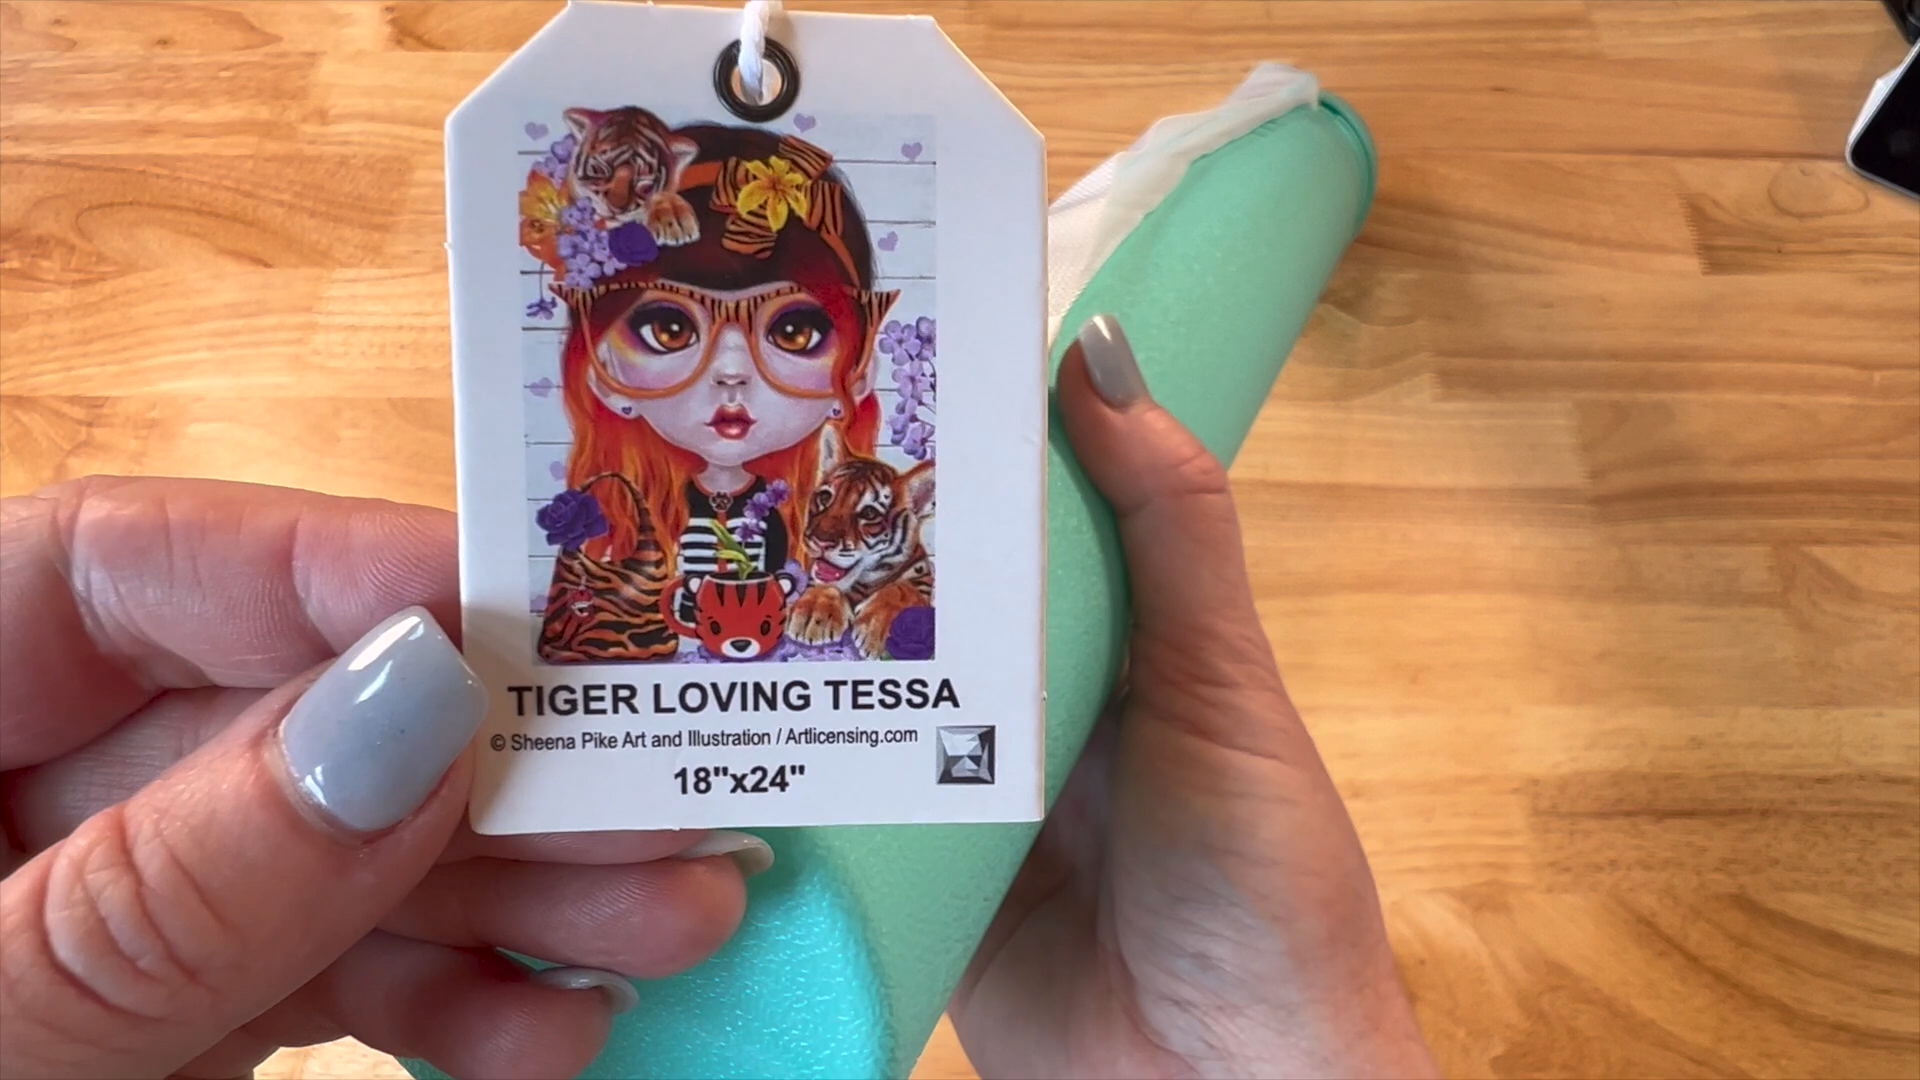 TIGER LOVING TESSA
© Sheena Pike Art and Illustration / Artlicensing.com
18"x24"